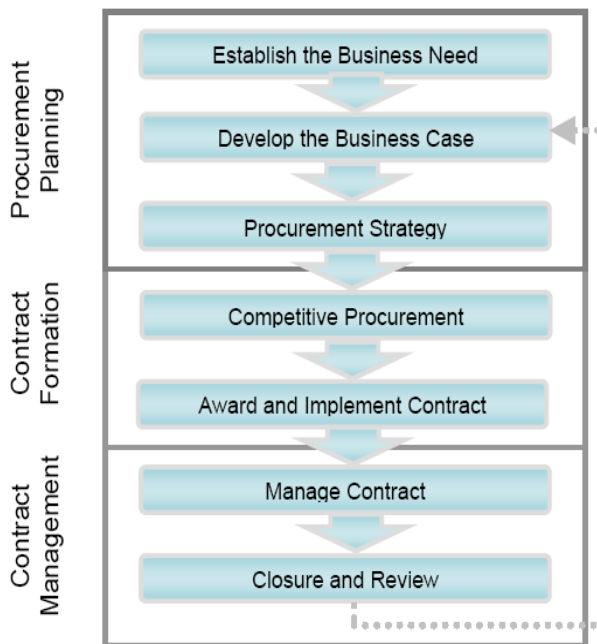 Procurement
Planning
Establish the Business Need
Develop the Business Case
Procurement Strategy
Contract
Formation
Competitive Procurement
Award and Implement Contract
Contract
Management
Manage Contract
Closure and Review